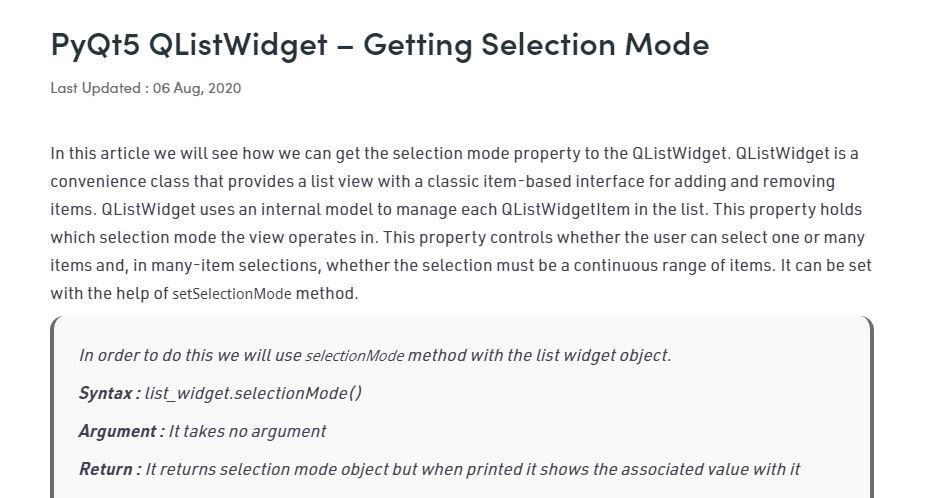 PyQt5 QListWidget – Getting Selection Mode
Last Updated : 06 Aug, 2020
In this article we will see how we can get the selection mode property to the QListWidget. QListWidget is a
convenience class that provides a list view with a classic item-based interface for adding and removing
items. QListWidget uses an internal model to manage each QListWidgetItem in the list. This property holds
which selection mode the view operates in. This property controls whether the user can select one or many
items and, in many-item selections, whether the selection must be a continuous range of items. It can be set
with the help of setSelectionMode method.
In order to do this we will use selectionMode method with the list widget object.
Syntax : list_widget.selectionMode()
Argument : It takes no argument
Return : It returns selection mode object but when printed it shows the associated value with it